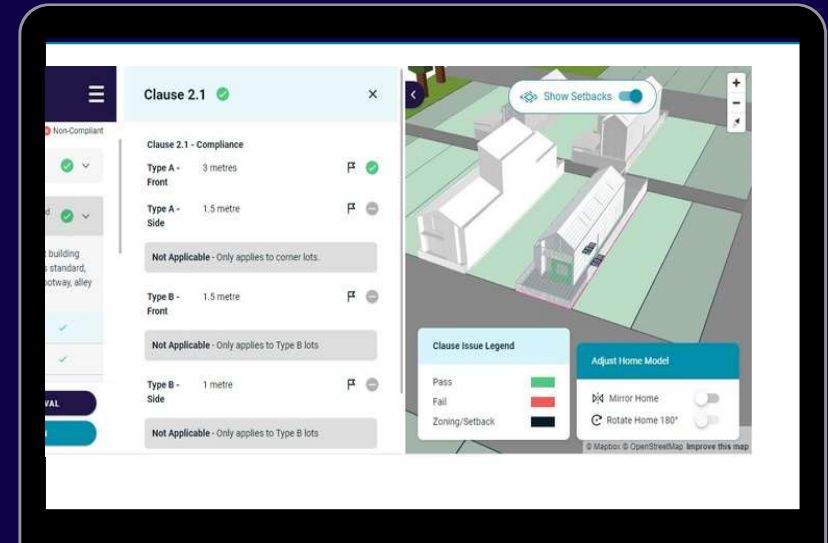 Non-Compliant
building
standard,
alley
Clause 2.1
Clause 2.1 - Compliance
Type A -
Front
3 metres
Type A -
Side
1.5 metre
Not Applicable - Only applies to corner lots.
Type B -
Front
1.5 metre
Not Applicable - Only applies to Type B lots
Type B -
Side
1 metre
Not Applicable - Only applies to Type B lots
Show Setbacks
Clause Issue Legend
Pass
Fail
Zoning/Setback
Adjust Home Model
Mirror Home
Rotate Home 180°
© Mapbox © OpenStreetMap Improve this map